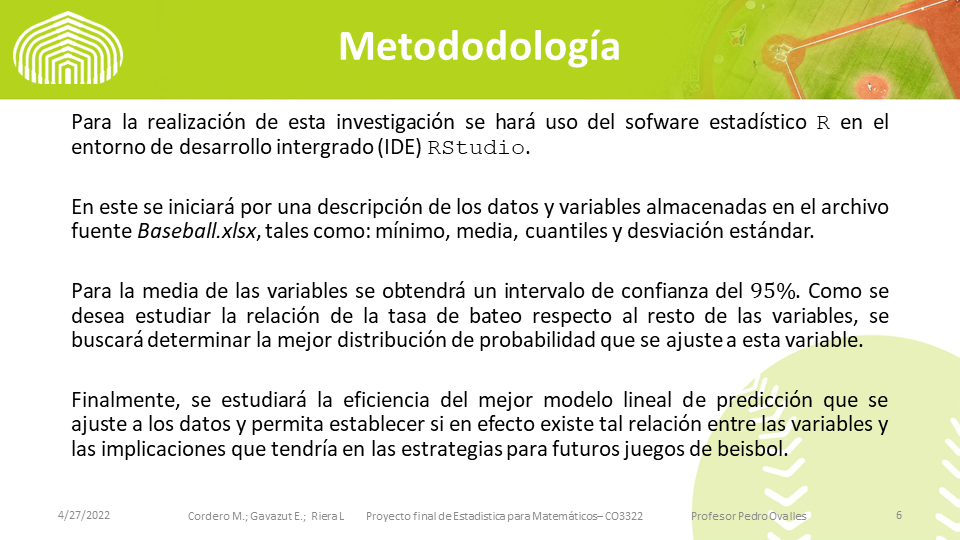 Metododología
Para la realización de esta investigación se hará uso del sofware estadístico R en el
entorno de desarrollo intergrado (IDE) RStudio.
En este se iniciará por una descripción de los datos y variables almacenadas en el archivo
fuente Baseball.xlsx, tales como: mínimo, media, cuantiles y desviación estándar.
Para la media de las variables se obtendrá un intervalo de confianza del 95%. Como se
desea estudiar la relación de la tasa de bateo respecto al resto de las variables, se
buscará determinar la mejor distribución de probabilidad que se ajuste a esta variable.
Finalmente, se estudiará la eficiencia del mejor modelo lineal de predicción que se
ajuste a los datos y permita establecer si en efecto existe tal relación entre las variables y
las implicaciones que tendría en las estrategias para futuros juegos de beisbol.
4/27/2022 Cordero M.; Gavazut E.; Riera L Proyecto final de Estadistica para Matemáticos– CO3322 Profesor Pedro Ovalles 6